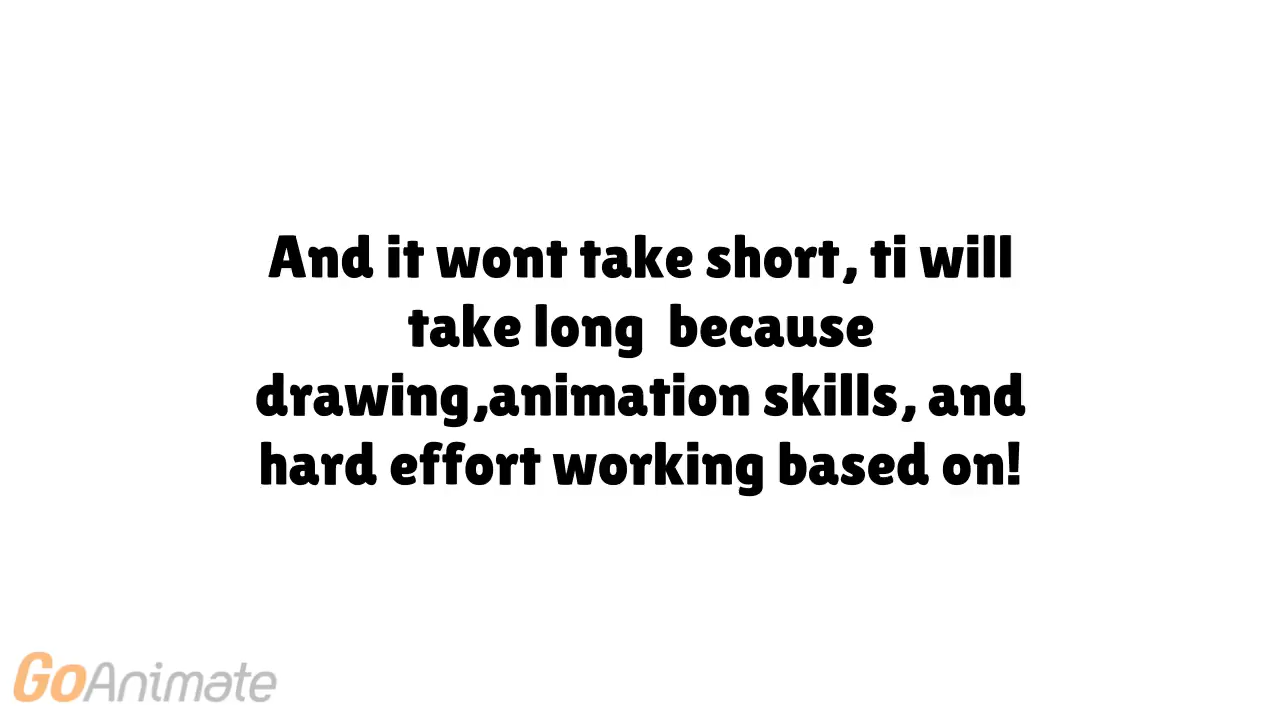 And it wont take short, ti will
take long  because
drawing,animation skills, and
hard effort working based on!
GoAnimate